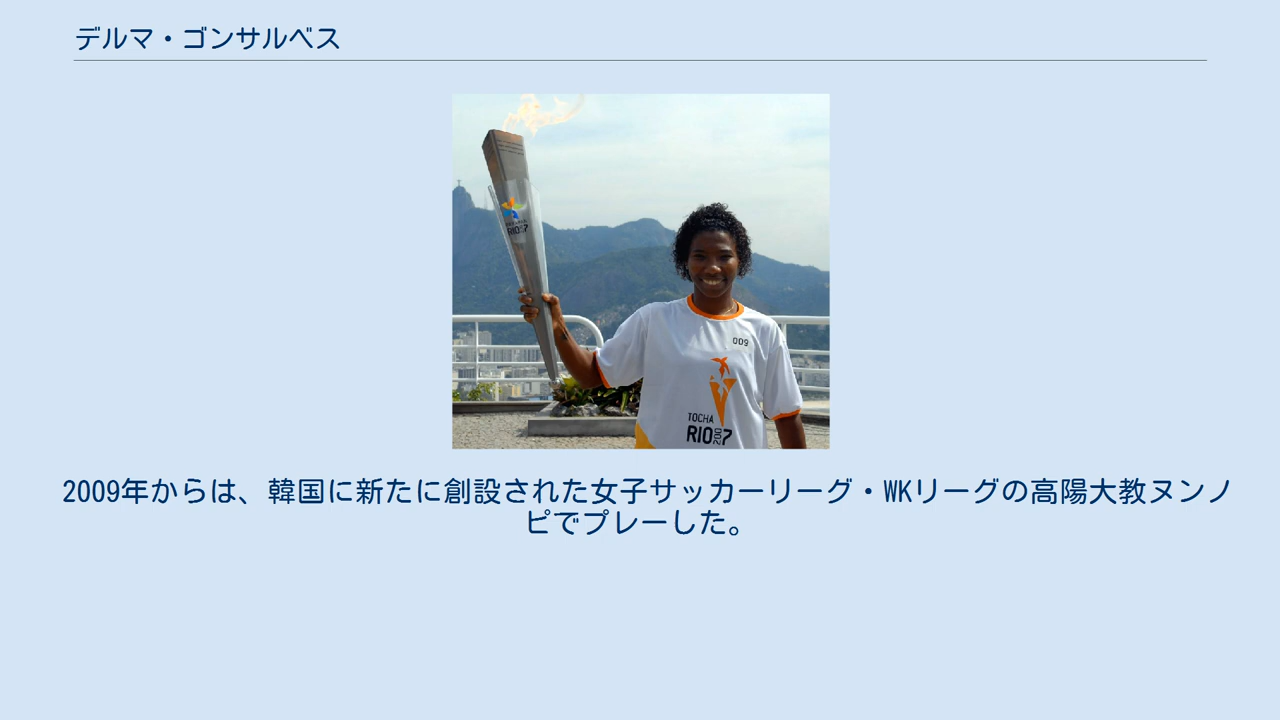 デルマ・ゴンサルベス
RIO
009
TOCHA
RIO 2007
2009年からは、韓国に新たに創設された女子サッカーリーグ・WKリーグの高陽大教ヌンノ
ピでプレーした。